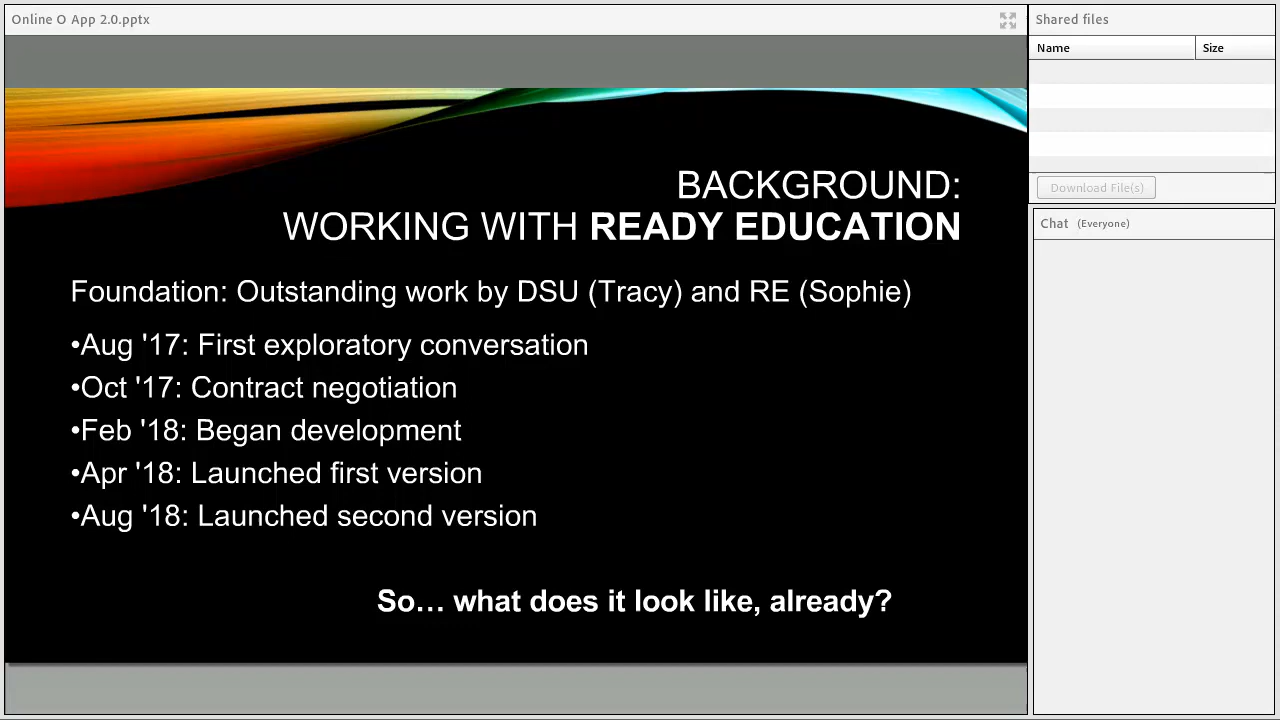 Online O App 2.0.pptx
BACKGROUND:
WORKING WITH READY EDUCATION
Foundation: Outstanding work by DSU (Tracy) and RE (Sophie)
•Aug '17: First exploratory conversation
•Oct '17: Contract negotiation
•Feb '18: Began development
•Apr '18: Launched first version
•Aug '18: Launched second version
So… what does it look like, already?
Shared files
Name Size
Download File(s)
Chat (Everyone)